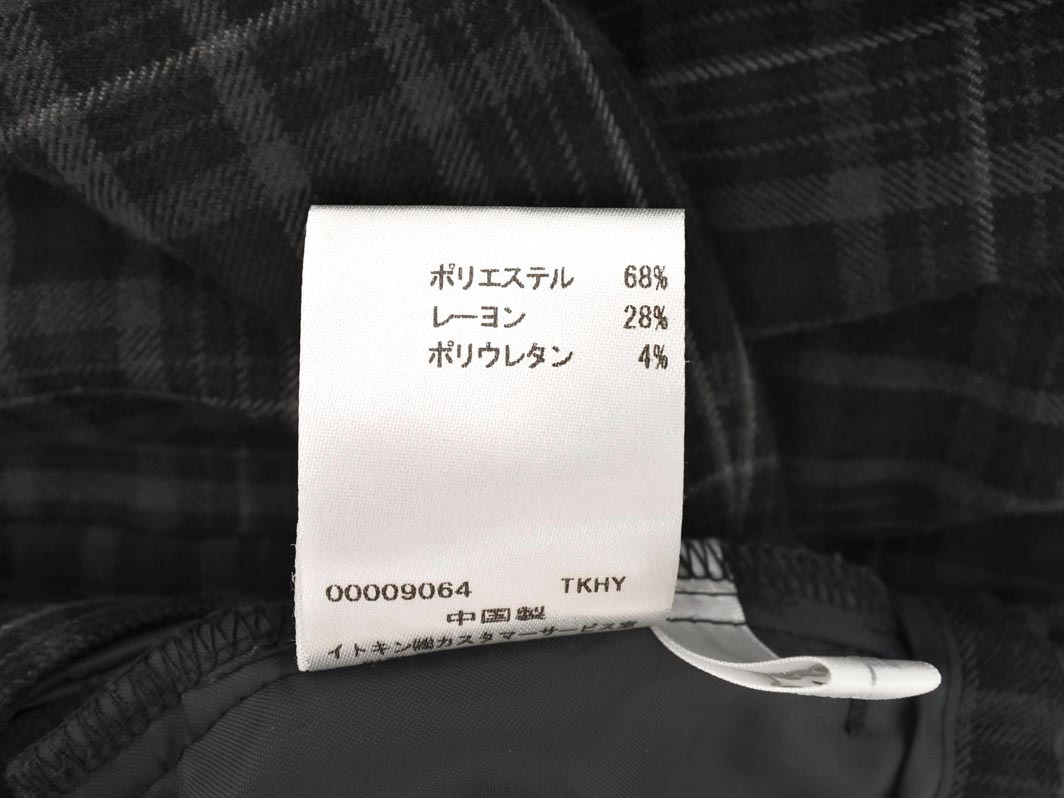 ポリエステル 68%
レーヨン 28%
ポリウレタン 4%
00009064 TKHY
中国製
イトキン㈱カスタマーサービス室